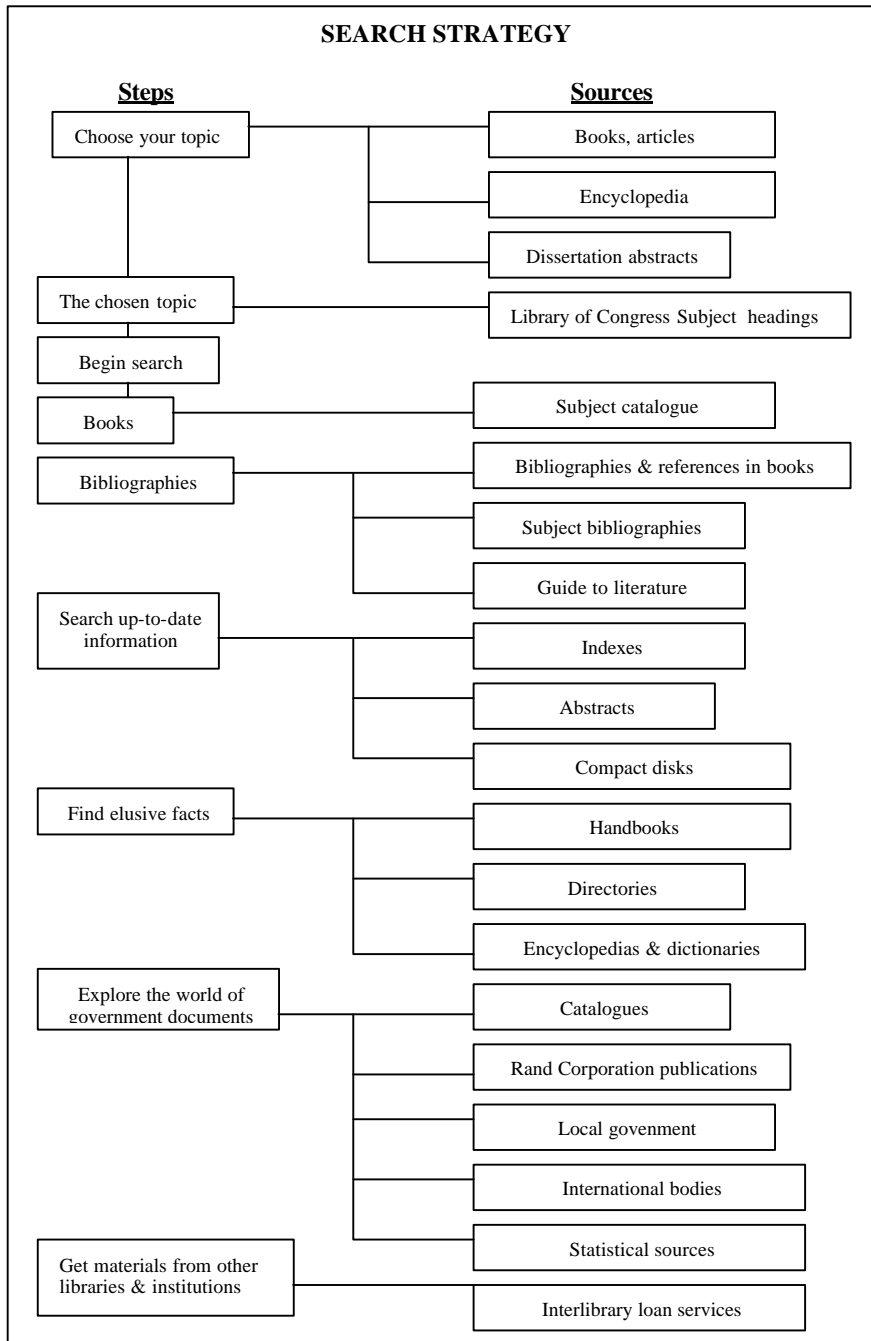 SEARCH STRATEGY
Steps
Sources
Choose your topic
Books, articles
Encyclopedia
Dissertation abstracts
The chosen topic
Library of Congress Subject headings
Begin search
Books
Subject catalogue
Bibliographies
Bibliographies & references in books
Subject bibliographies
Guide to literature
Search up-to-date
information
Indexes
Abstracts
Compact disks
Find elusive facts
Handbooks
Directories
Encyclopedias & dictionaries
Explore the world of
government documents
Catalogues
Rand Corporation publications
Local govenment
International bodies
Statistical sources
Get materials from other
libraries & institutions
Interlibrary loan services